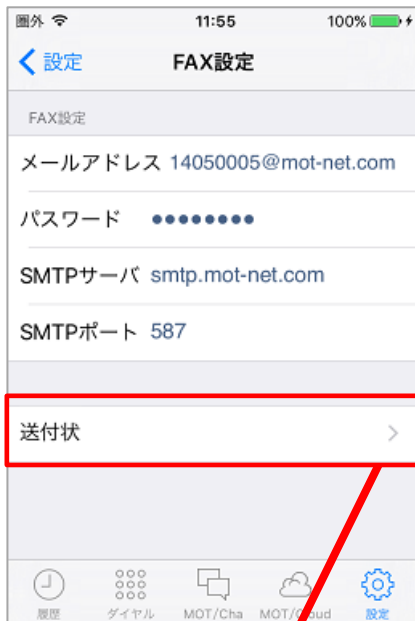 圏外 11:55 100%
設定 FAX設定
FAX設定
メールアドレス 14050005@mot-net.com
パスワード ••••••••
SMTPサーバ smtp.mot-net.com
SMTPポート 587
送付状
履歴 ダイヤル MOT/Cha MOT/Cloud 設定